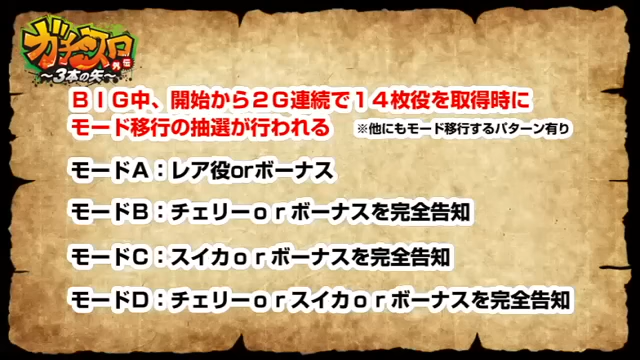 ガチスロ
外伝
～3本の矢～
ＢＩＧ中、開始から２Ｇ連続で１４枚役を取得時に
モード移行の抽選が行われる　※他にもモード移行するパターン有り
モードＡ：レア役orボーナス
モードＢ：チェリーｏｒボーナスを完全告知
モードＣ：スイカｏｒボーナスを完全告知
モードＤ：チェリーｏｒスイカｏｒボーナスを完全告知